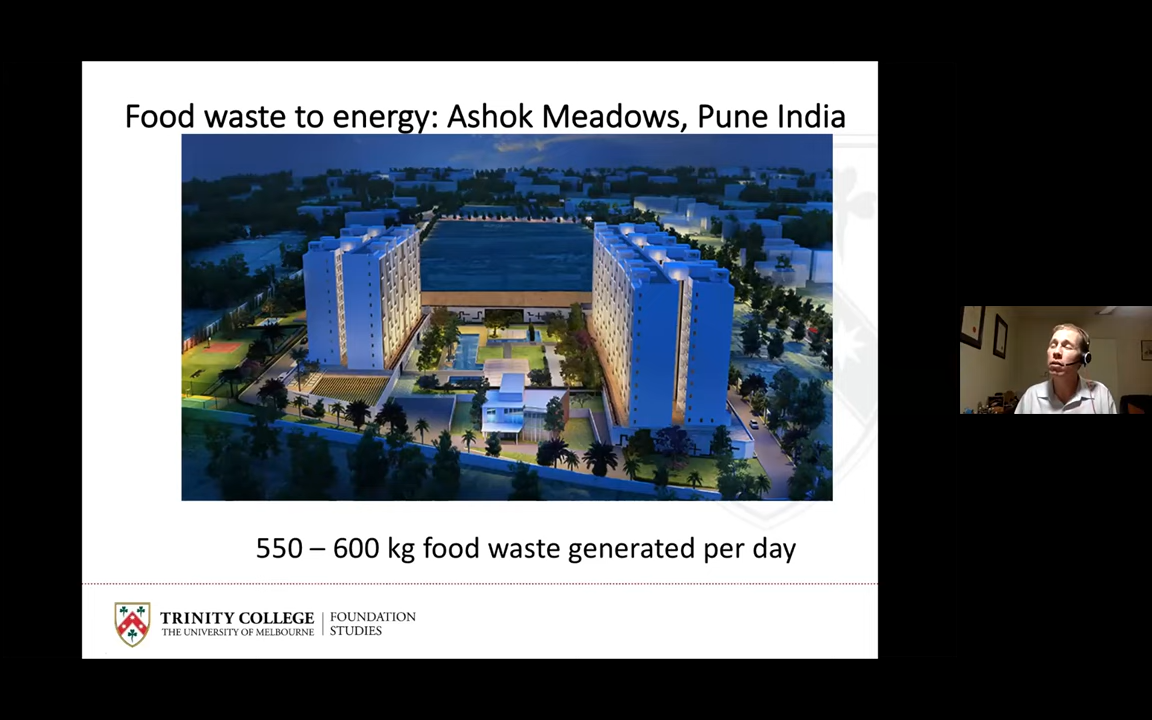 Food waste to energy: Ashok Meadows, Pune India
550 – 600 kg food waste generated per day
TRINITY COLLEGE
THE UNIVERSITY OF MELBOURNE
FOUNDATION
STUDIES